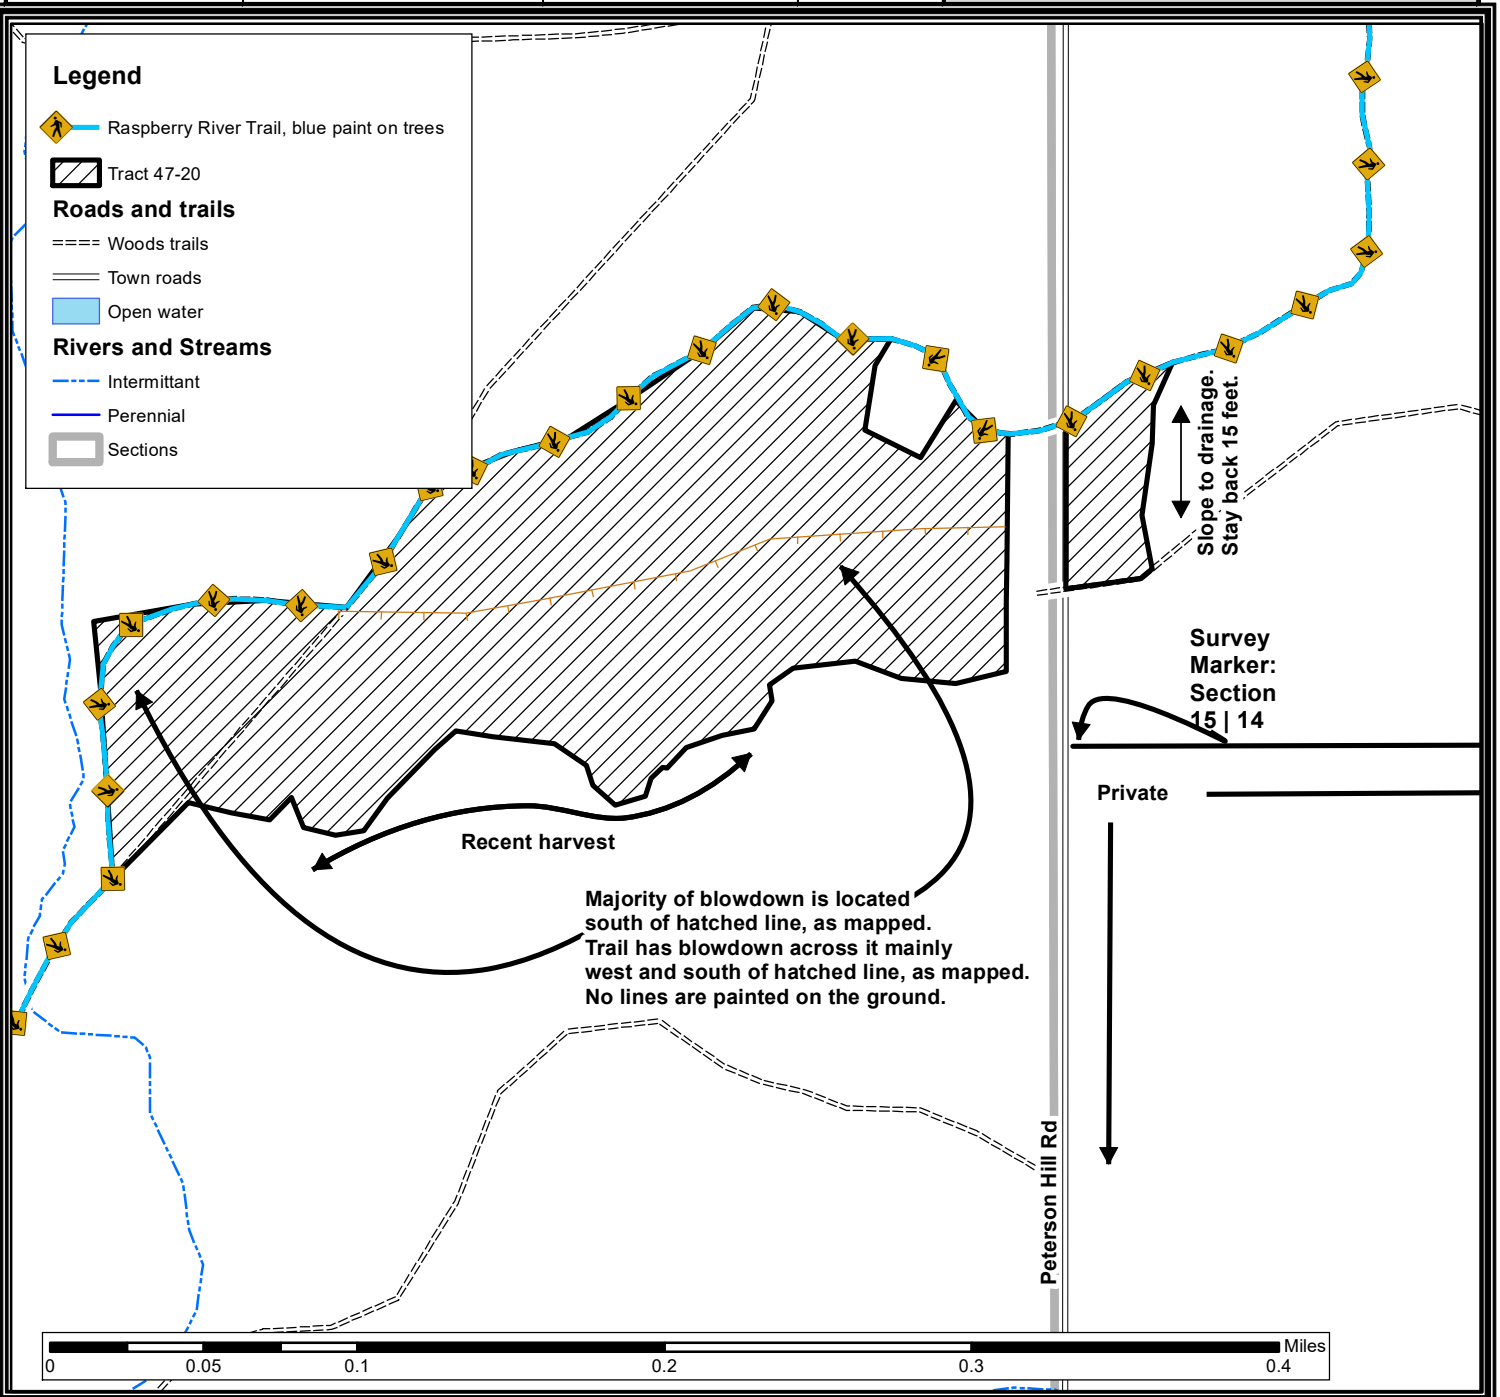 Legend
Raspberry River Trail, blue paint on trees
Tract 47-20
Roads and trails
Woods trails
Town roads
Open water
Rivers and Streams
Intermittant
Perennial
Sections
Slope to drainage.
Stay back 15 feet.
Survey
Marker:
Section
15 | 14
Private
Recent harvest
Majority of blowdown is located
south of hatched line, as mapped.
Trail has blowdown across it mainly
west and south of hatched line, as mapped.
No lines are painted on the ground.
Peterson Hill Rd
0 0.05 0.1 0.2 0.3 0.4 Miles